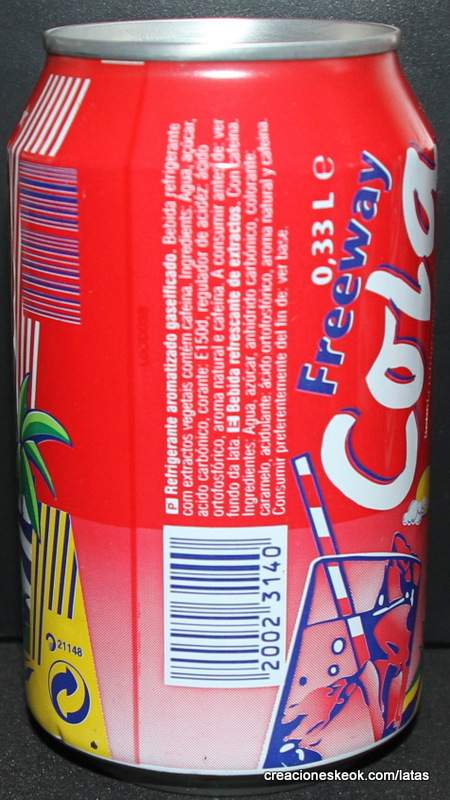 P Refrigerante aromatizado gaseificado. Bebida refrigerante
com extractos vegetais contém cafeína. Ingredients: Água, açúcar,
ácido carbónico, corante: E150d, regulador de acidez: ácido
ortofosfórico, aroma natural e cafeína. A consumir antes de: ver
fundo da lata. E Bebida refrescante de extractos. Con cafeína.
Ingredientes: Agua, azúcar, anhídrido carbónico, colorante:
caramelo, acidulante: ácido ortofosfórico, aroma natural y cafeína.
Consumir preferentemente del fin de: ver base.
0,33 L e
Freeway
Cola
2002 3140
21148
creacioneskeok.com/latas